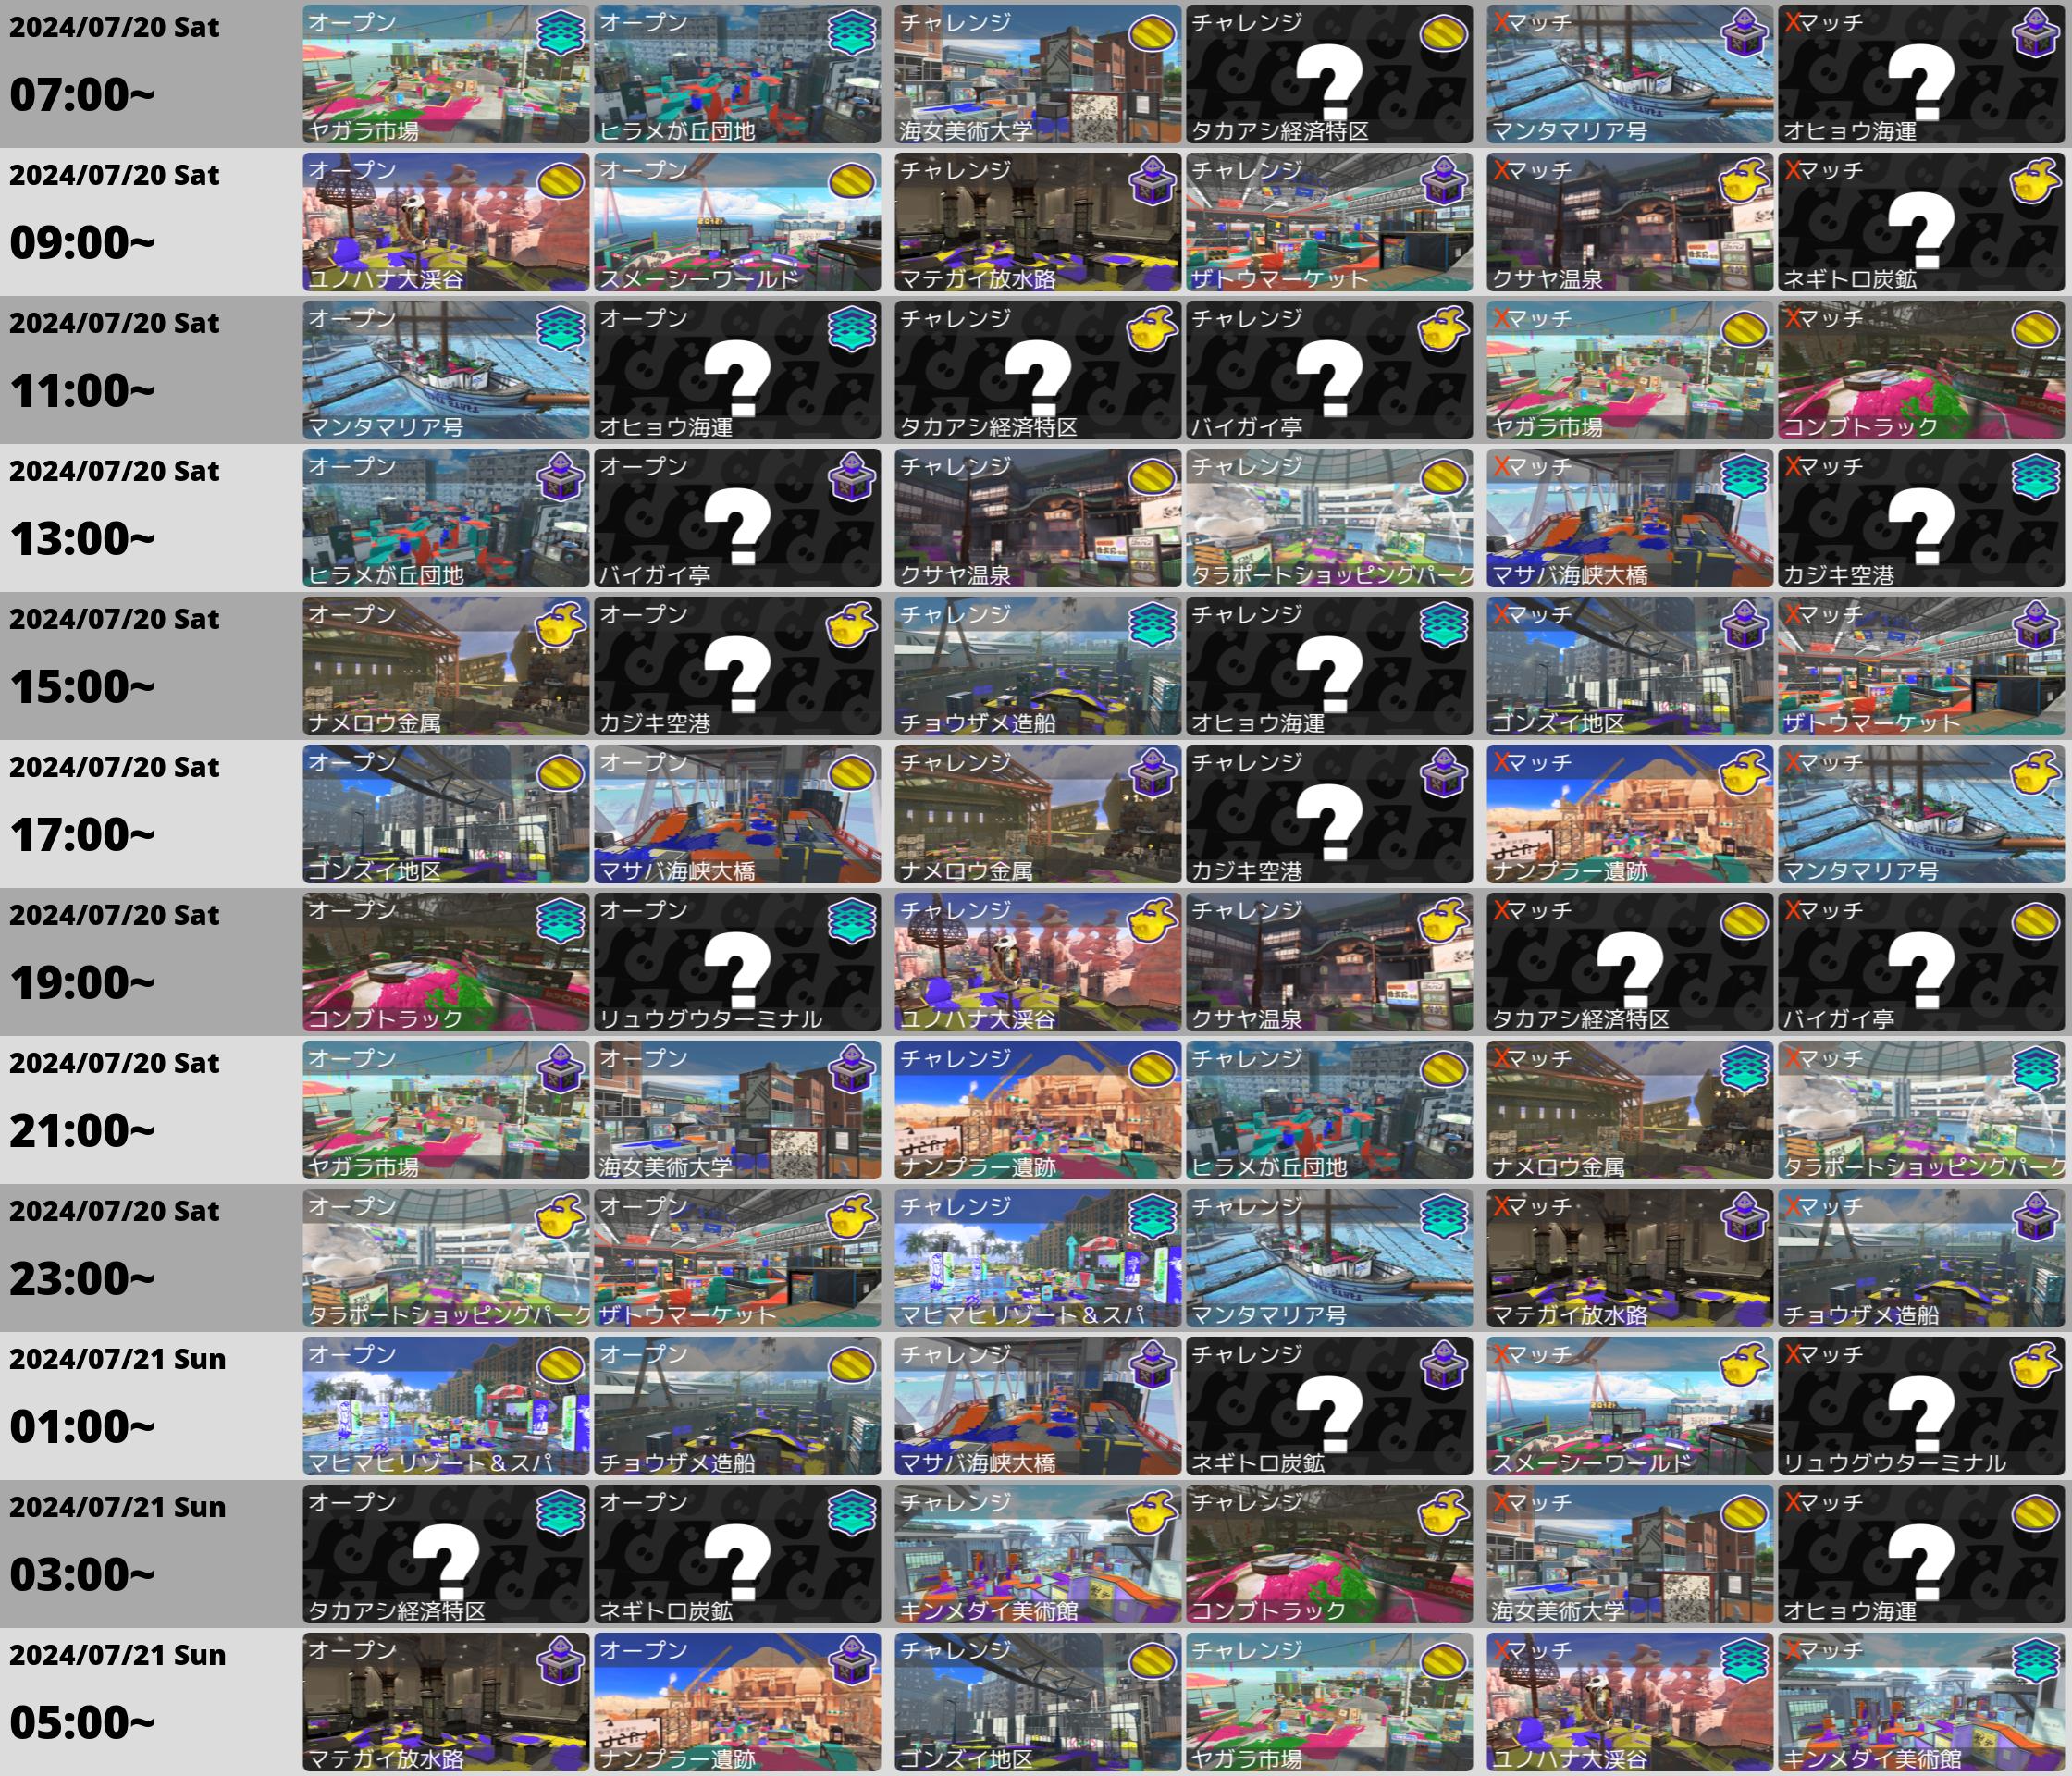 2024/07/20 Sat
07:00~
オープン
ヤガラ市場
オープン
ヒラメが丘団地
チャレンジ
海女美術大学
チャレンジ
タカアシ経済特区
Xマッチ
マンタマリア号
Xマッチ
オヒョウ海運
2024/07/20 Sat
09:00~
オープン
ユノハナ大渓谷
オープン
スメーシーワールド
チャレンジ
マテガイ放水路
チャレンジ
ザトウマーケット
Xマッチ
クサヤ温泉
Xマッチ
ネギトロ炭鉱
2024/07/20 Sat
11:00~
オープン
マンタマリア号
オープン
オヒョウ海運
チャレンジ
タカアシ経済特区
チャレンジ
バイガイ亭
Xマッチ
ヤガラ市場
Xマッチ
コンブトラック
2024/07/20 Sat
13:00~
オープン
ヒラメが丘団地
オープン
バイガイ亭
チャレンジ
クサヤ温泉
チャレンジ
タラポートショッピングパーク
Xマッチ
マサバ海峡大橋
Xマッチ
カジキ空港
2024/07/20 Sat
15:00~
オープン
ナメロウ金属
オープン
カジキ空港
チャレンジ
チョウザメ造船
チャレンジ
オヒョウ海運
Xマッチ
ゴンズイ地区
Xマッチ
ザトウマーケット
2024/07/20 Sat
17:00~
オープン
ゴンズイ地区
オープン
マサバ海峡大橋
チャレンジ
ナメロウ金属
チャレンジ
カジキ空港
Xマッチ
ナンプラー遺跡
Xマッチ
マンタマリア号
2024/07/20 Sat
19:00~
オープン
コンブトラック
オープン
リュウグウターミナル
チャレンジ
ユノハナ大渓谷
チャレンジ
クサヤ温泉
Xマッチ
タカアシ経済特区
Xマッチ
バイガイ亭
2024/07/20 Sat
21:00~
オープン
ヤガラ市場
オープン
海女美術大学
チャレンジ
ナンプラー遺跡
チャレンジ
ヒラメが丘団地
Xマッチ
ナメロウ金属
Xマッチ
タラポートショッピングパーク
2024/07/20 Sat
23:00~
オープン
タラポートショッピングパーク
オープン
ザトウマーケット
チャレンジ
マヒマヒリゾート＆スパ
チャレンジ
マンタマリア号
Xマッチ
マテガイ放水路
Xマッチ
チョウザメ造船
2024/07/21 Sun
01:00~
オープン
マヒマヒリゾート＆スパ
オープン
チョウザメ造船
チャレンジ
マサバ海峡大橋
チャレンジ
ネギトロ炭鉱
Xマッチ
スメーシーワールド
Xマッチ
リュウグウターミナル
2024/07/21 Sun
03:00~
オープン
タカアシ経済特区
オープン
ネギトロ炭鉱
チャレンジ
キンメダイ美術館
チャレンジ
コンブトラック
Xマッチ
海女美術大学
Xマッチ
オヒョウ海運
2024/07/21 Sun
05:00~
オープン
マテガイ放水路
オープン
ナンプラー遺跡
チャレンジ
ゴンズイ地区
チャレンジ
ヤガラ市場
Xマッチ
ユノハナ大渓谷
Xマッチ
キンメダイ美術館